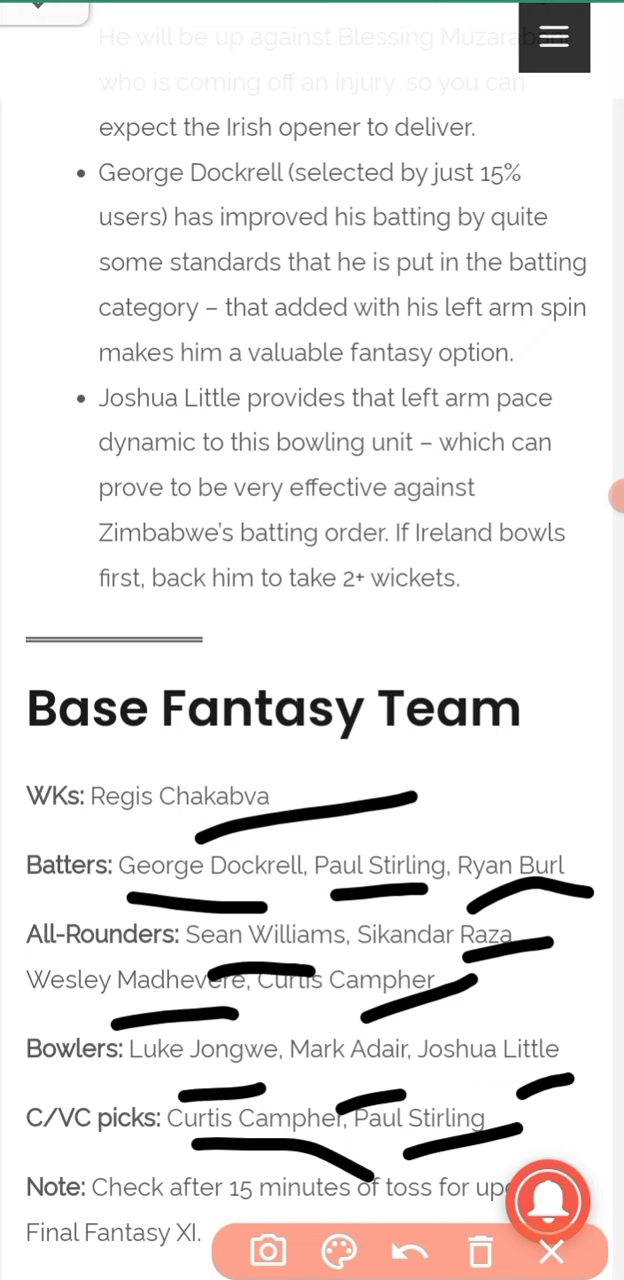 He will be up against Blessing
who is coming off an injury, so you can
expect the Irish opener to deliver.
George Dockrell (selected by just 15%
users) has improved his batting by quite
some standards that he is put in the batting
category – that added with his left arm spin
makes him a valuable fantasy option.
Joshua Little provides that left arm pace
dynamic to this bowling unit – which can
prove to be very effective against
Zimbabwe's batting order. If Ireland bowls
first, back him to take 2+ wickets.
Base Fantasy Team
WKs: Regis Chakabva
Batters: George Dockrell, Paul Stirling, Ryan Burl
All-Rounders: Sean Williams, Sikandar Raza
Wesley Madhevere, Curtis Campher
Bowlers: Luke Jongwe, Mark Adair, Joshua Little
C/VC picks: Curtis Campher, Paul Stirling
Note: Check after 15 minutes of toss for
Final Fantasy XI.